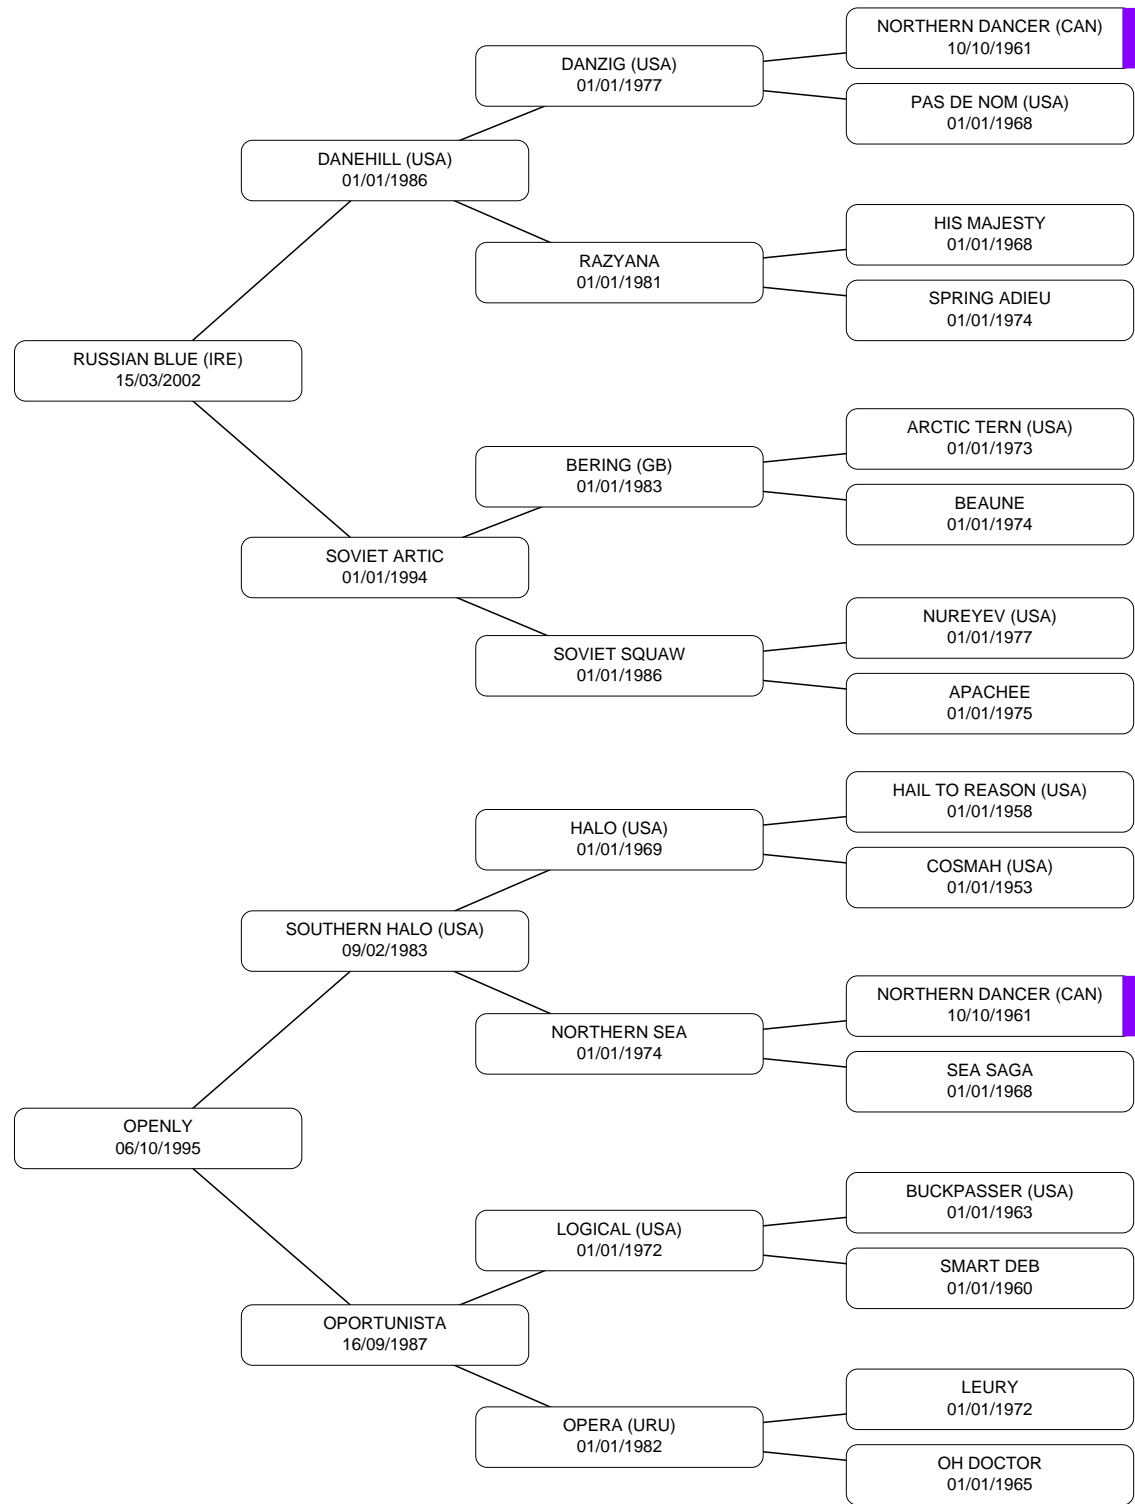 NORTHERN DANCER (CAN)
10/10/1961
DANZIG (USA)
01/01/1977
PAS DE NOM (USA)
01/01/1968
DANEHILL (USA)
01/01/1986
HIS MAJESTY
01/01/1968
RAZYANA
01/01/1981
SPRING ADIEU
01/01/1974
RUSSIAN BLUE (IRE)
15/03/2002
ARCTIC TERN (USA)
01/01/1973
BERING (GB)
01/01/1983
BEAUNE
01/01/1974
SOVIET ARTIC
01/01/1994
NUREYEV (USA)
01/01/1977
SOVIET SQUAW
01/01/1986
APACHEE
01/01/1975
HAIL TO REASON (USA)
01/01/1958
HALO (USA)
01/01/1969
COSMAH (USA)
01/01/1953
SOUTHERN HALO (USA)
09/02/1983
NORTHERN DANCER (CAN)
10/10/1961
NORTHERN SEA
01/01/1974
SEA SAGA
01/01/1968
OPENLY
06/10/1995
BUCKPASSER (USA)
01/01/1963
LOGICAL (USA)
01/01/1972
SMART DEB
01/01/1960
OPORTUNISTA
16/09/1987
LEURY
01/01/1972
OPERA (URU)
01/01/1982
OH DOCTOR
01/01/1965